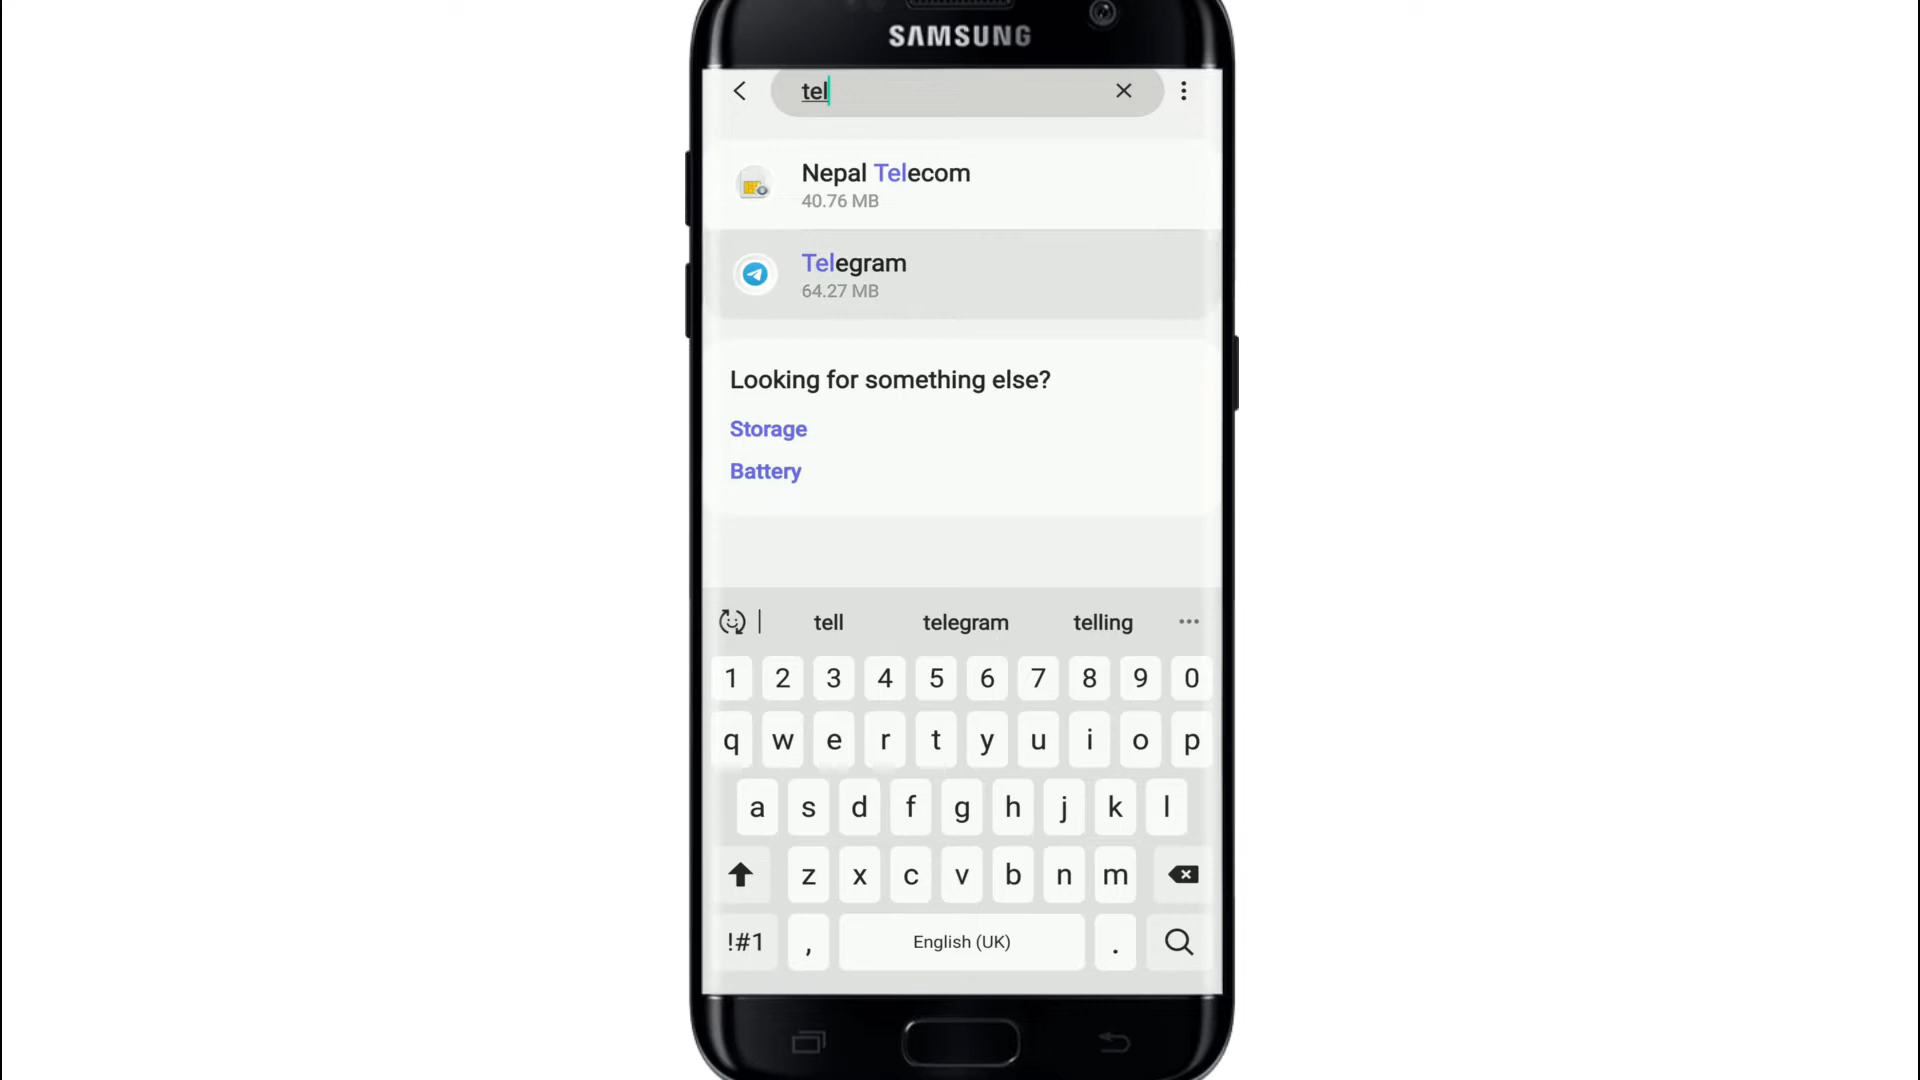 SAMSUNG
tel
Nepal Telecom
40.76 MB
Telegram
64.27 MB
Looking for something else?
Storage
Battery
tell telegram telling
1 2 3 4 5 6 7 8 9 0
q w e r t y u i o p
a s d f g h j k l
z x c v b n m
!#1 , English (UK) .